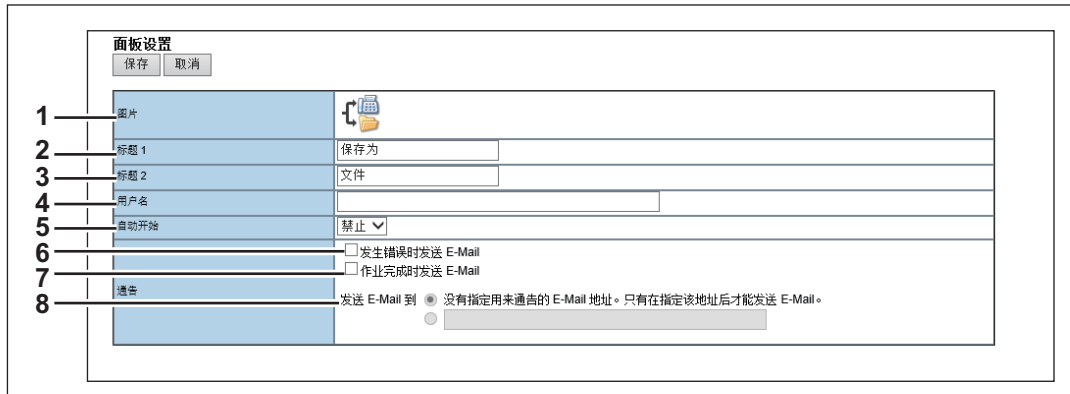 面板设置
保存 取消
1 图片
2 标题 1 保存为
3 标题 2 文件
4 用户名
5 自动开始 禁止
6 发生错误时发送 E-Mail
7 作业完成时发送 E-Mail
通告
8 发送 E-Mail 到 没有指定用来通告的 E-Mail 地址。只有在指定该地址后才能发送 E-Mail。